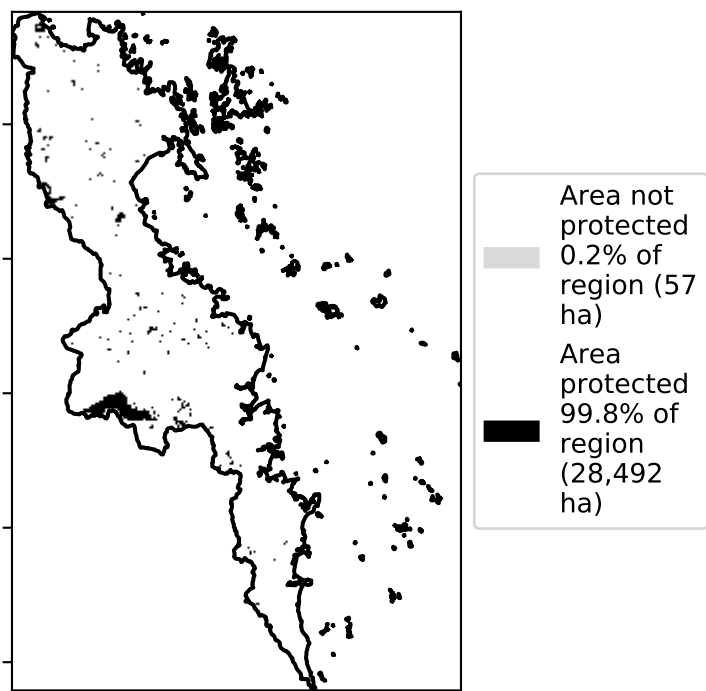 Area not
protected
0.2% of
region (57
ha)
Area
protected
99.8% of
region
(28,492
ha)